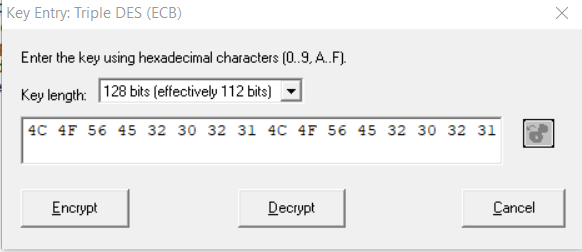 Key Entry: Triple DES (ECB)
Enter the key using hexadecimal characters (0..9, A..F).
Key length: 128 bits (effectively 112 bits)
4C 4F 56 45 32 30 32 31 4C 4F 56 45 32 30 32 31
Encrypt Decrypt Cancel